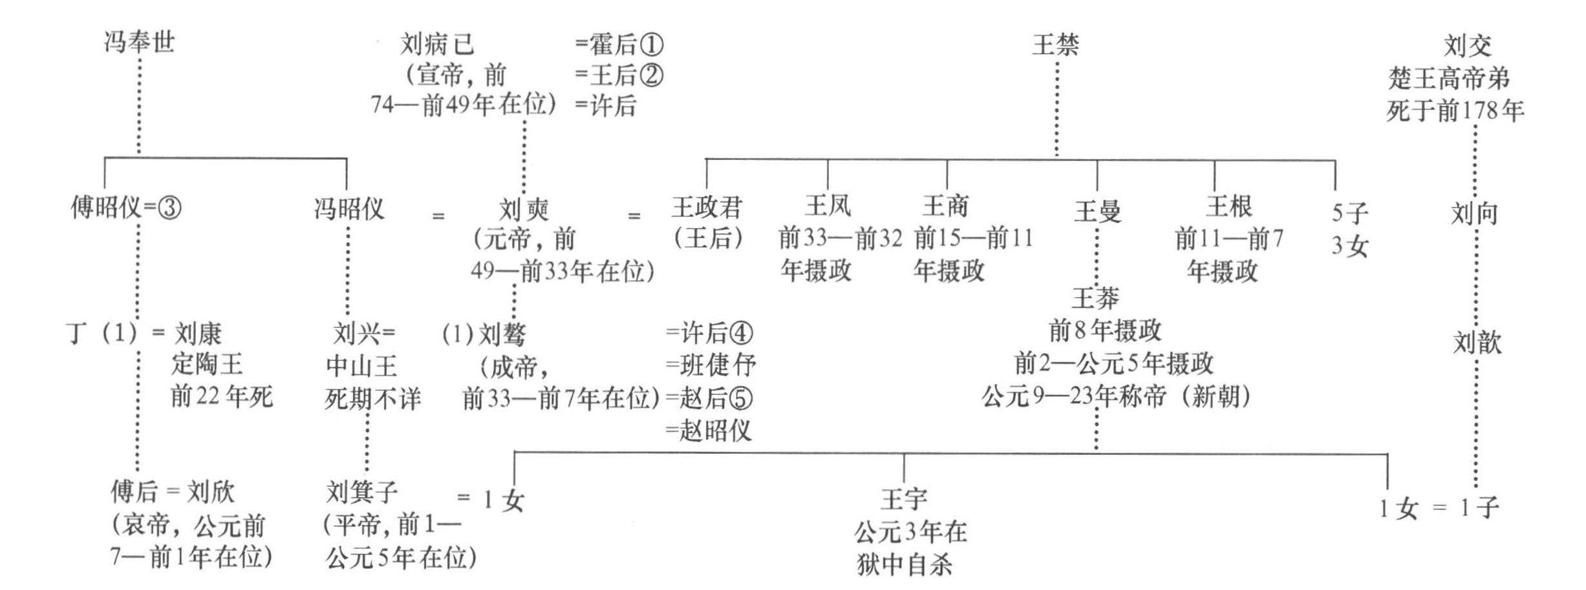 冯奉世
刘病已 =霍后①
(宣帝, 前 =王后②
74—前49年在位) =许后
王禁
刘交
楚王高帝弟
死于前178年
傅昭仪=③
冯昭仪 = 刘奭 = 王政君
(元帝, 前 (王后)
49—前33年在位)
王凤
前33—前32
年摄政
王商
前15—前11
年摄政
王曼
王根
前11—前7
年摄政
5子
3女
刘向
王莽
前8年摄政
前2—公元5年摄政
公元9—23年称帝 (新朝)
丁 (1) = 刘康
定陶王
前22年死
刘兴=
中山王
死期不详
(1) 刘骜 =许后④
(成帝, =班倢伃
前33—前7年在位) =赵后⑤
=赵昭仪
刘歆
傅后 = 刘欣
(哀帝, 公元前
7—前1年在位)
刘箕子 = 1女
(平帝, 前1—
公元5年在位)
王宇
公元3年在
狱中自杀
1女 = 1子